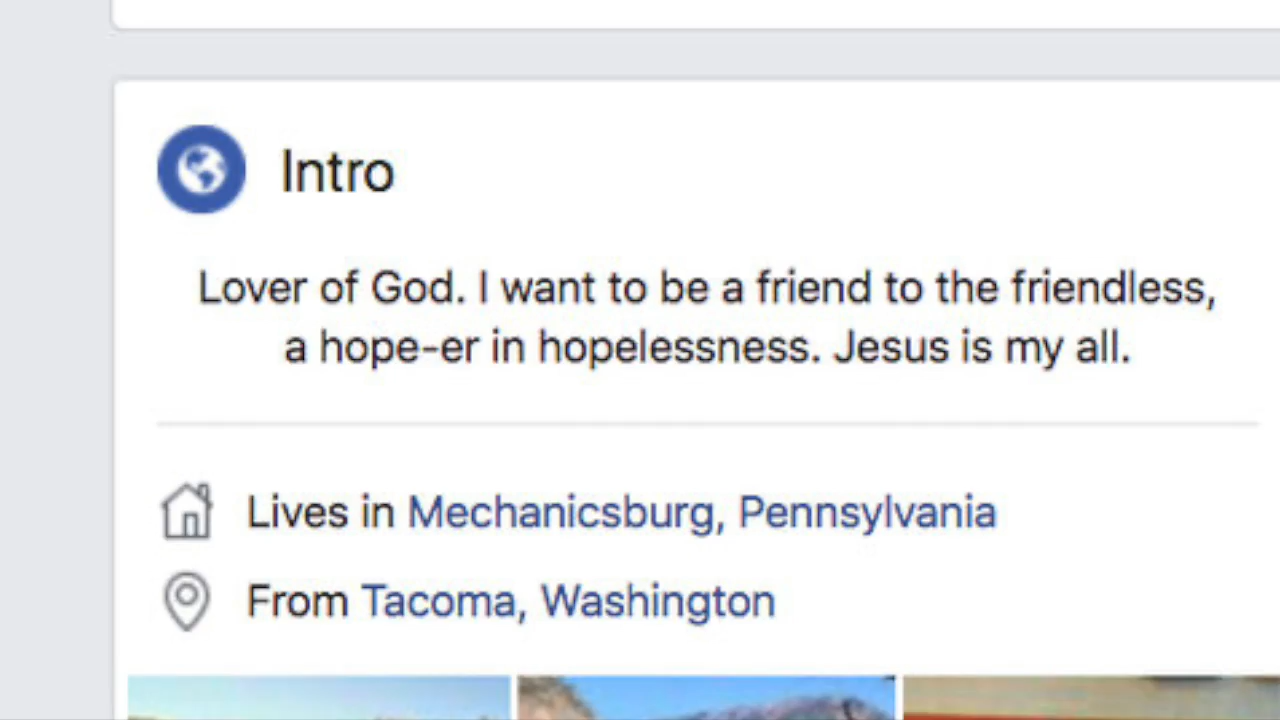 Intro
Lover of God. I want to be a friend to the friendless,
a hope-er in hopelessness. Jesus is my all.
Lives in Mechanicsburg, Pennsylvania
From Tacoma, Washington